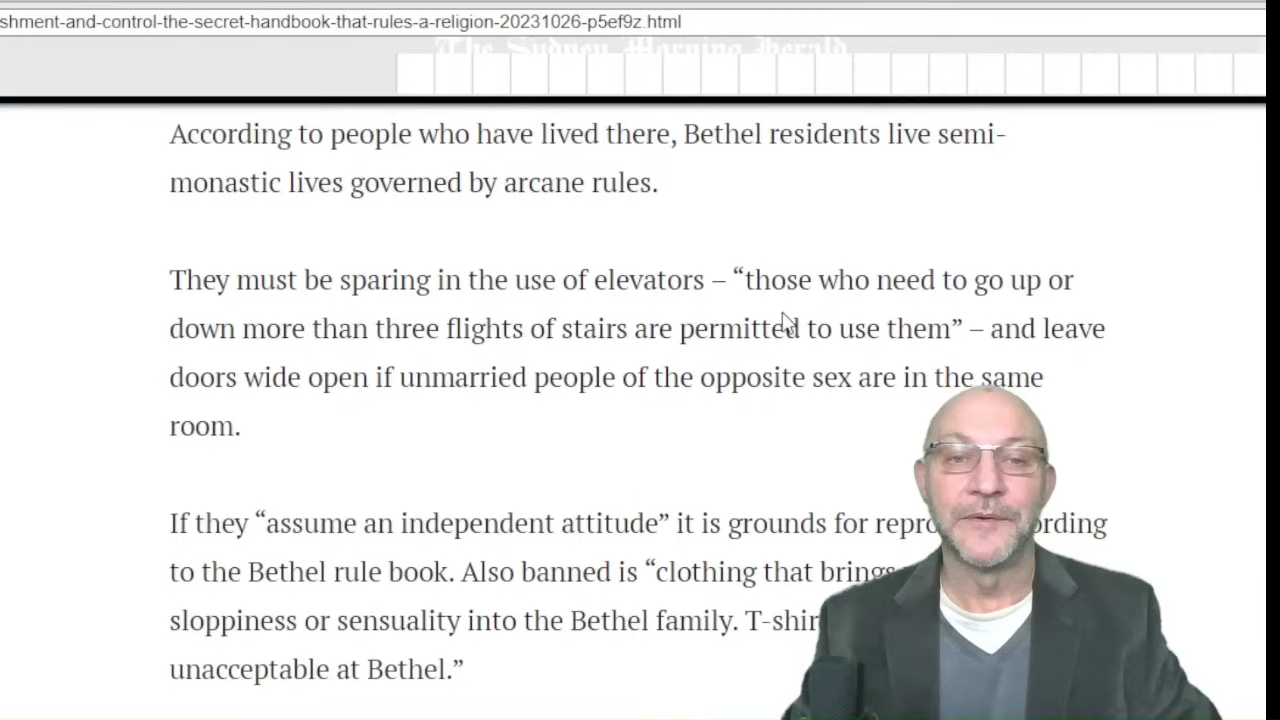 shment-and-control-the-secret-handbook-that-rules-a-religion-20231026-p5ef9z.html
The Sydney Morning Herald
According to people who have lived there, Bethel residents live semi-
monastic lives governed by arcane rules.
They must be sparing in the use of elevators – “those who need to go up or
down more than three flights of stairs are permitted to use them” – and leave
doors wide open if unmarried people of the opposite sex are in the same
room.
If they “assume an independent attitude” it is grounds for
to the Bethel rule book. Also banned is “clothing that brings
sloppiness or sensuality into the Bethel family.
unacceptable at Bethel.”